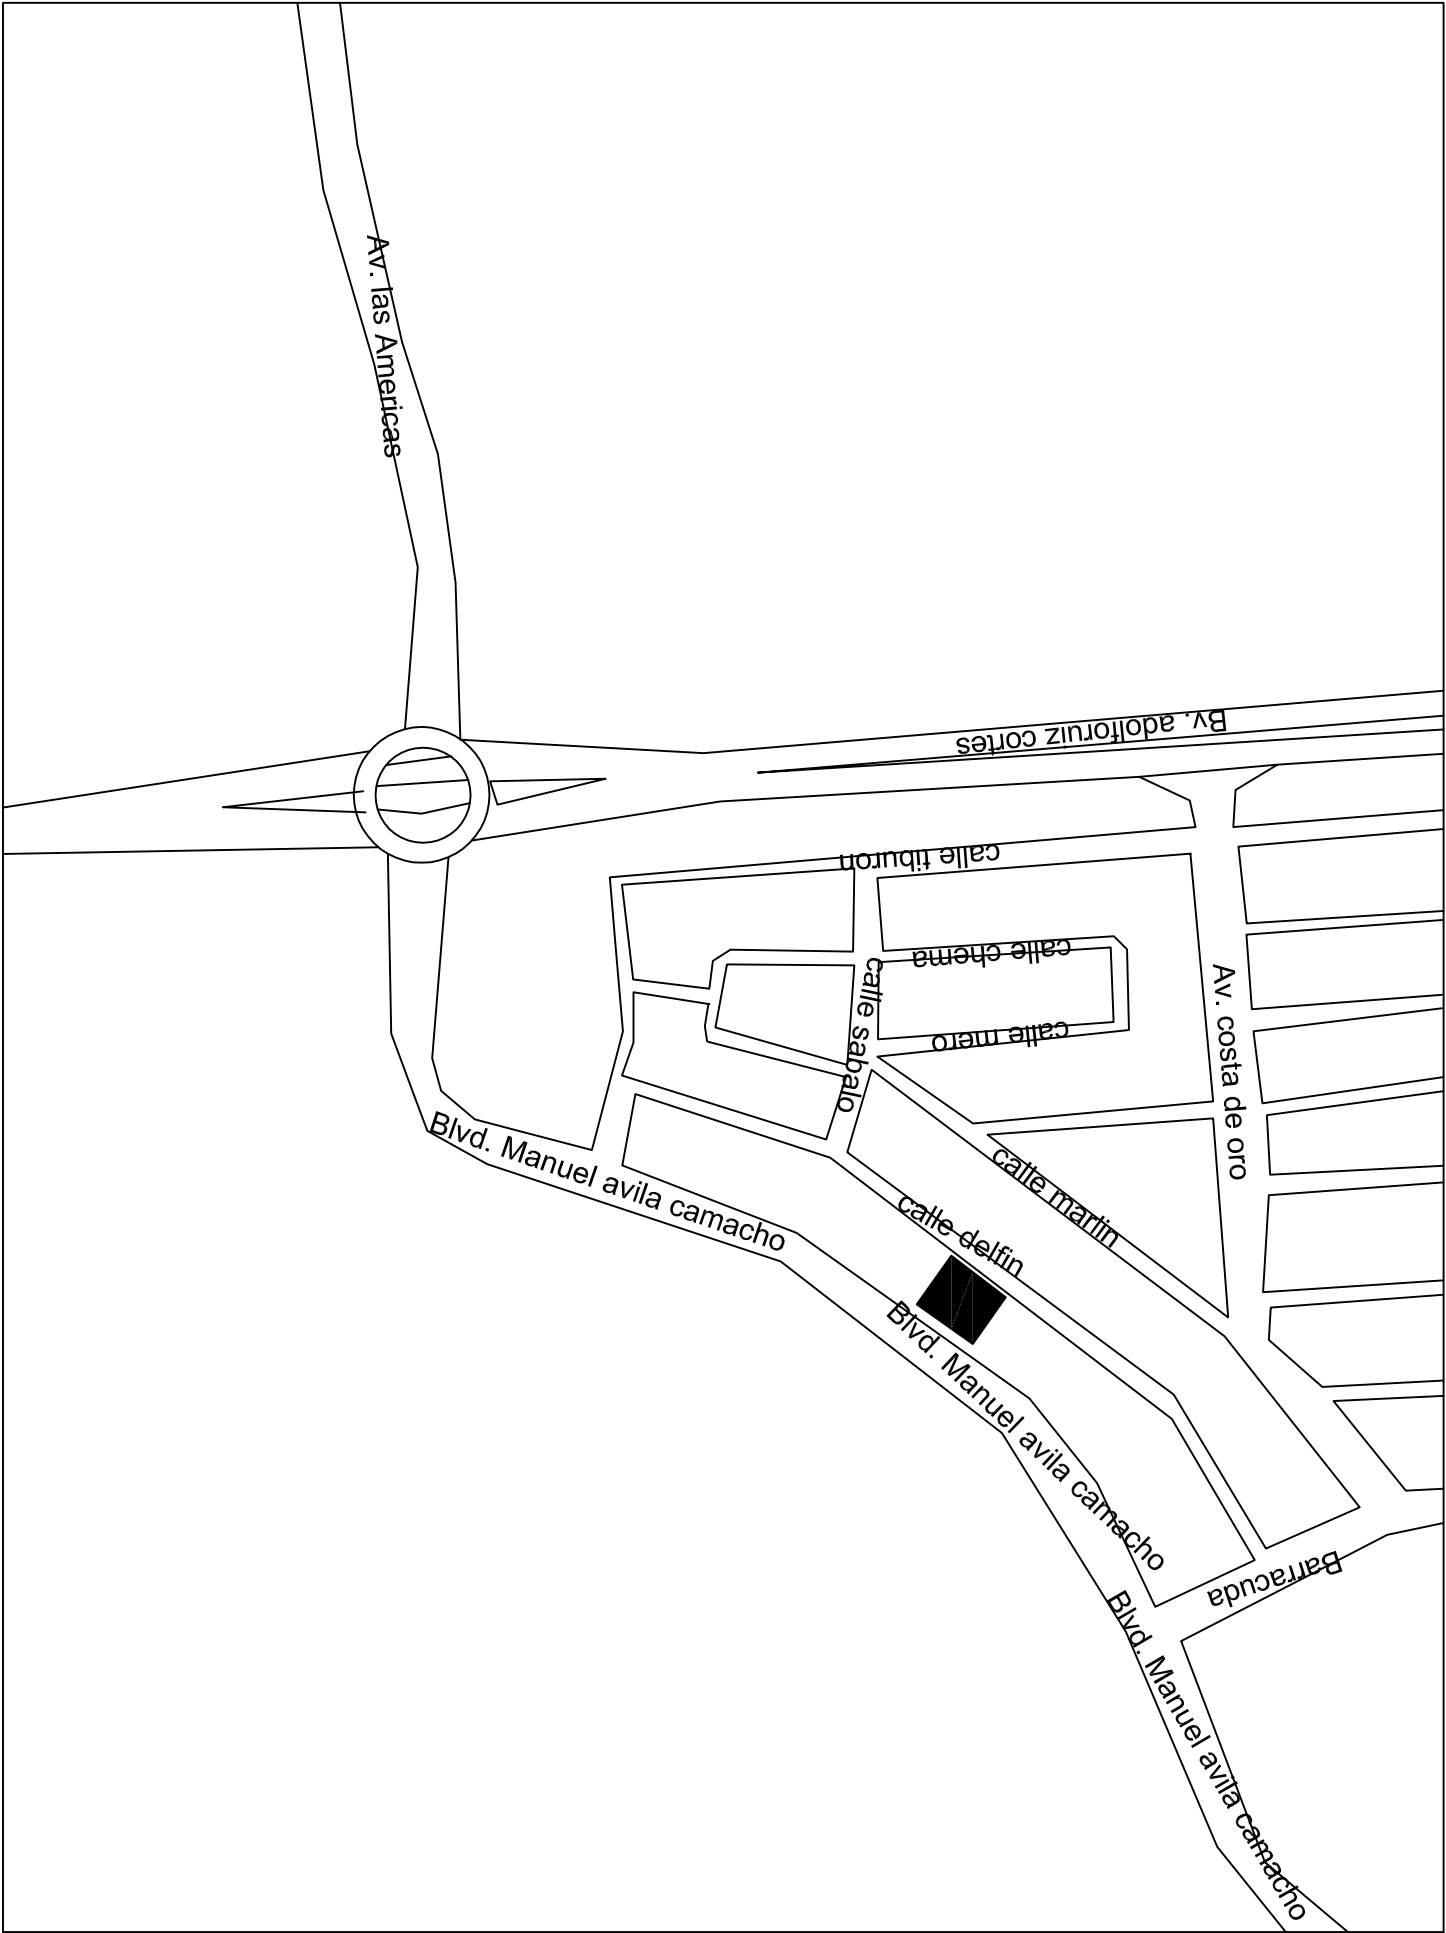 Av. las Americas
Bv. adolforuiz cortes
calle tiburon
calle chema
calle sabalo
calle mero
Av. costa de oro
Blvd. Manuel avila camacho
calle marlin
calle delfin
Blvd. Manuel avila camacho
Barracuda
Blvd. Manuel avila camacho